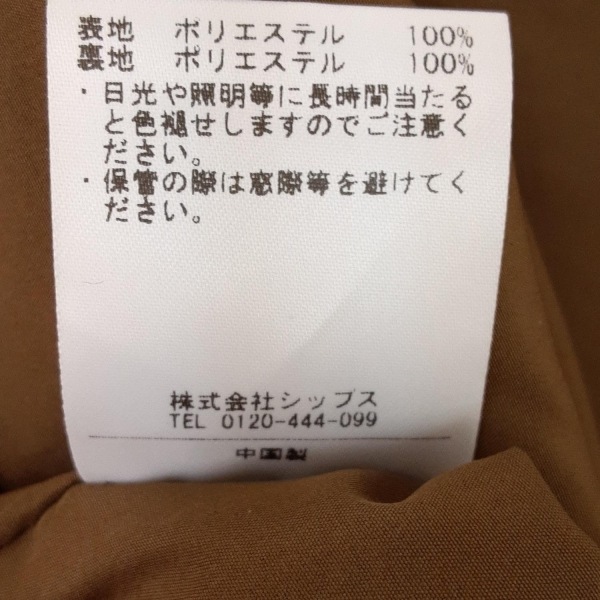 表地 ポリエステル 100%
裏地 ポリエステル 100%
・日光や照明等に長時間当たる
と色褪せしますのでご注意く
ださい。
・保管の際は窓際等を避けてく
ださい。
株式会社シップス
TEL 0120-444-099
中国製